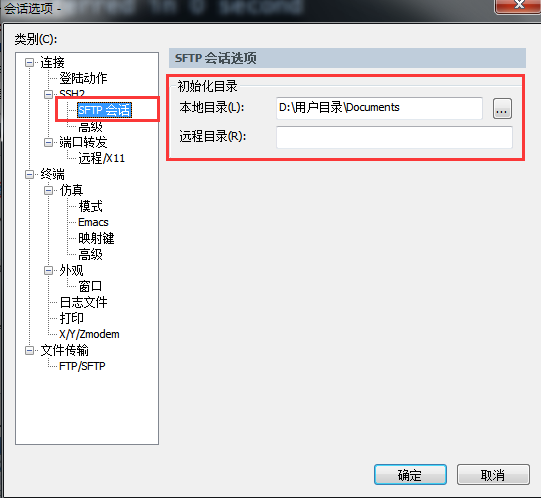 ferred in 0 second
会话选项 -
类别(C):
连接
登陆动作
SSH2
SFTP 会话
高级
端口转发
远程/X11
终端
仿真
模式
Emacs
映射键
高级
外观
窗口
日志文件
打印
X/Y/Zmodem
文件传输
FTP/SFTP
SFTP 会话选项
初始化目录
本地目录(L):
D:\用户目录\Documents
...
远程目录(R):
确定
取消